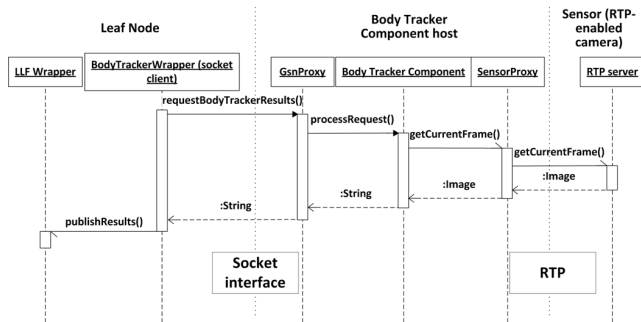 Leaf Node
Body Tracker
Component host
Sensor (RTP-
enabled
camera)
LLF Wrapper
BodyTrackerWrapper (socket
client)
GsnProxy
Body Tracker Component
SensorProxy
RTP server
requestBodyTrackerResults()
processRequest()
getCurrentFrame()
getCurrentFrame()
:Image
:Image
:String
:String
publishResults()
Socket
interface
RTP